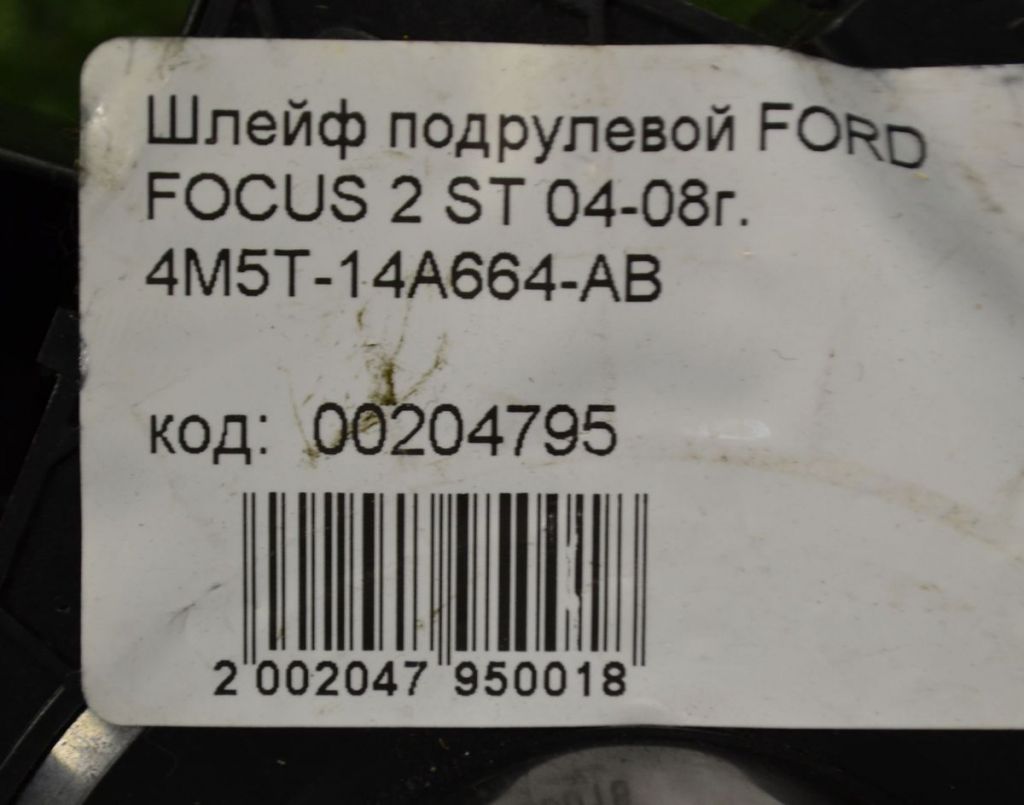 Шлейф подрулевой FORD
FOCUS 2 ST 04-08г.
4M5T-14A664-AB
код: 00204795
2 002047 950018